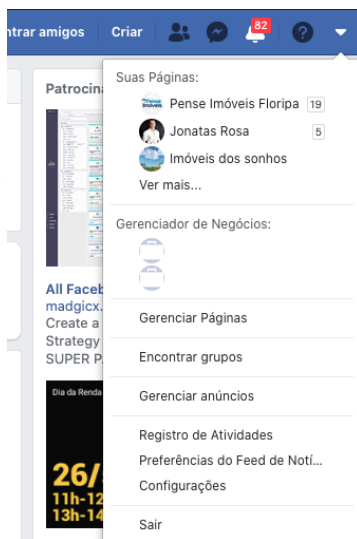 ntrar amigos
Criar
82
Suas Páginas:
Pense Imóveis Floripa 19
Jonatas Rosa 5
Imóveis dos sonhos
Ver mais...
Gerenciador de Negócios:
Gerenciar Páginas
Encontrar grupos
Gerenciar anúncios
Registro de Atividades
Preferências do Feed de Notí...
Configurações
Sair
Patrocina
All Faceb
madgicx.
Create a
Strategy
SUPER P
Dia da Renda
26/
11h-12
13h-14